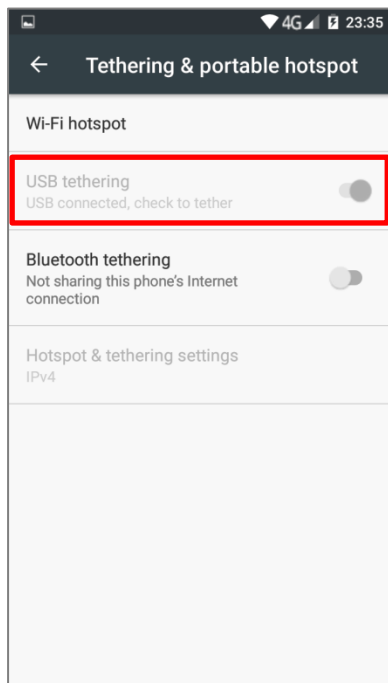 4G 23:35
Tethering & portable hotspot
Wi-Fi hotspot
USB tethering
USB connected, check to tether
Bluetooth tethering
Not sharing this phone's Internet
connection
Hotspot & tethering settings
IPv4